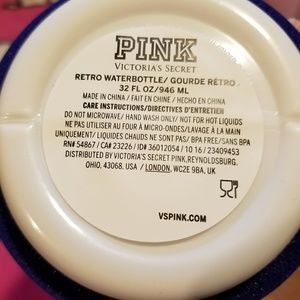 PINK
VICTORIA'S SECRET
RETRO WATERBOTTLE/ GOURDE RÉTRO
32 FL OZ/946 ML
MADE IN CHINA / FAIT EN CHINE / HECHO EN CHINA
CARE INSTRUCTIONS/DIRECTIVES D'ENTRETIEN
DO NOT MICROWAVE/ HAND WASH ONLY/ NOT FOR HOT LIQUIDS
NE PAS UTILISER AU FOUR À MICRO-ONDES/LAVAGE À LA MAIN
UNIQUEMENT/ LIQUIDES CHAUDS NE SONT PAS/ BPA FREE/SANS BPA
RN# 54867 / CA# 23226 / ID# 36012054 / 10 16 / 23409453
DISTRIBUTED BY VICTORIA'S SECRET PINK,REYNOLDSBURG,
OHIO, 43068, USA / LONDON, WC2E 9BA, UK
VSPINK.COM